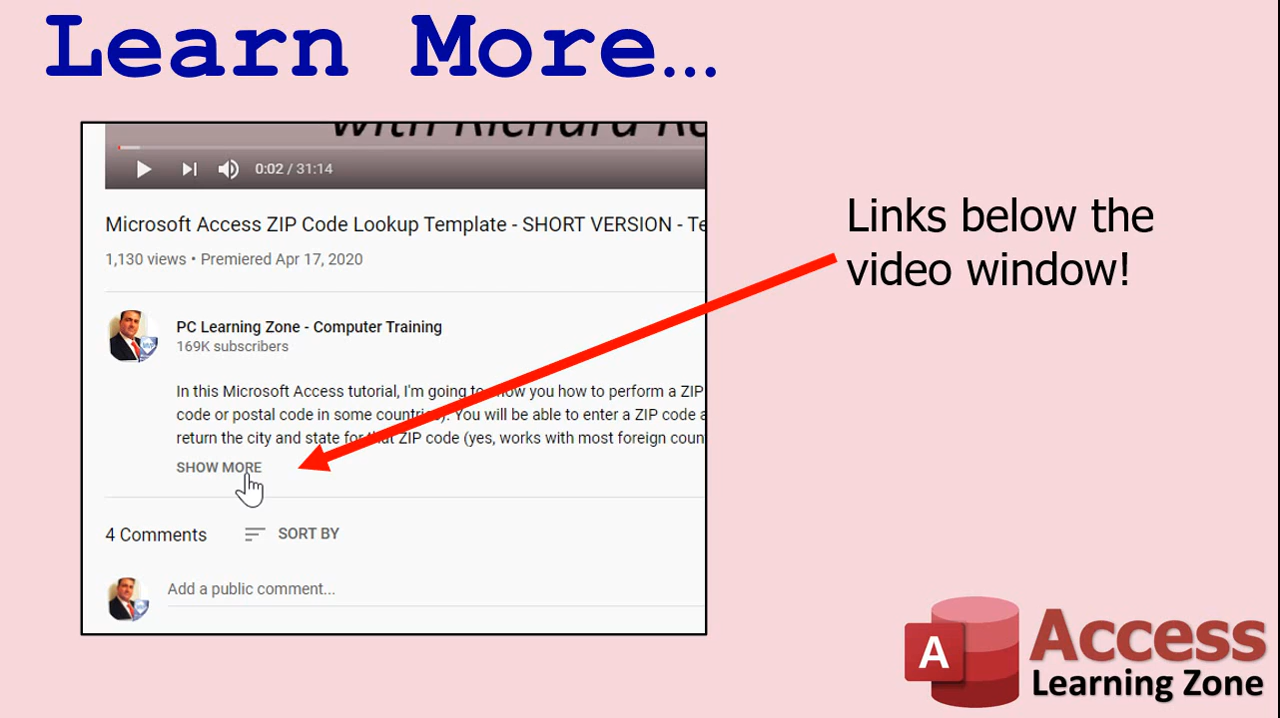 Learn More...
with Richard
0:02 / 31:14
Microsoft Access ZIP Code Lookup Template - SHORT VERSION -
1,130 views • Premiered Apr 17, 2020
PC Learning Zone - Computer Training
169K subscribers
In this Microsoft Access tutorial, I'm going to show you how to perform a ZIP
code or postal code in some countries). You will be able to enter a ZIP code
return the city and state for that ZIP code (yes, works with most foreign
SHOW MORE
4 Comments
SORT BY
Add a public comment...
Links below the
video window!
A
Access
Learning Zone